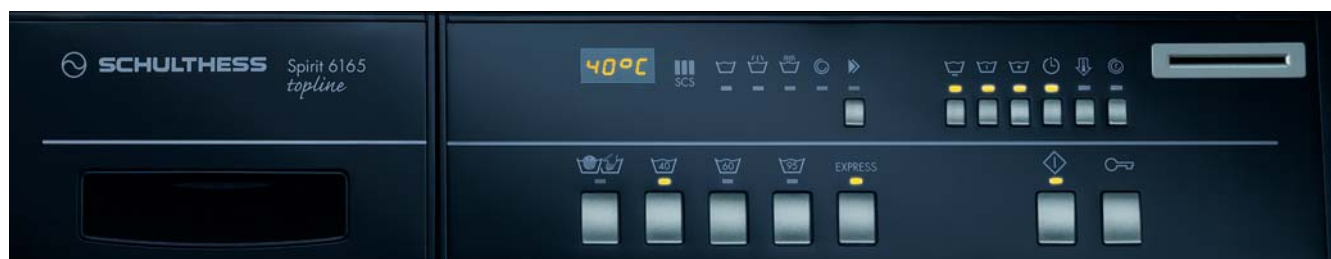 SCHULTHESS
Spirit 6165
topline
40°C
SCS
40
60
95
EXPRESS